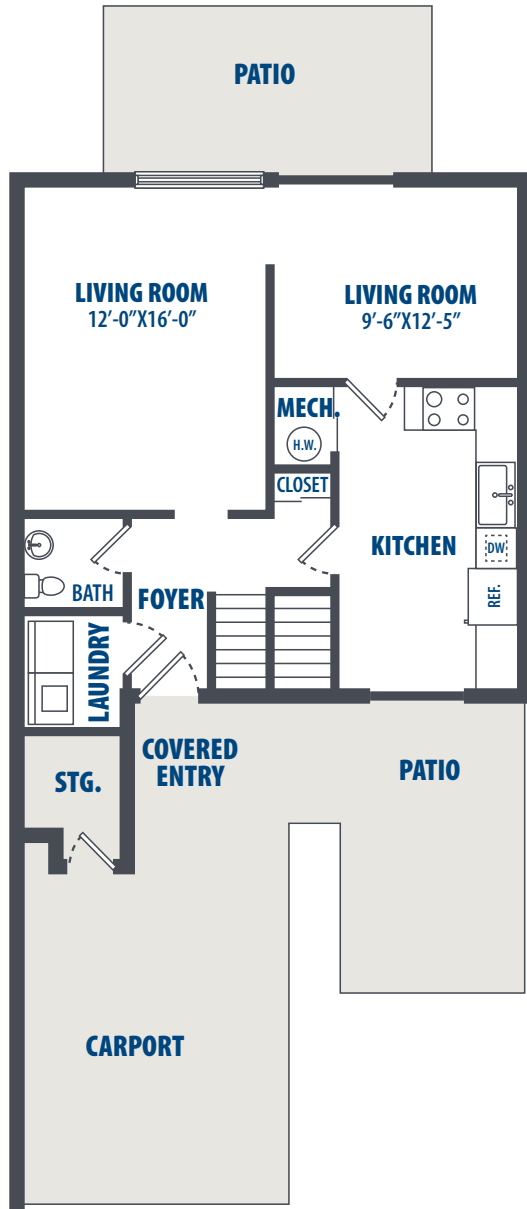 PATIO
LIVING ROOM
12'-0”X16'-0”
LIVING ROOM
9'-6”X12'-5”
MECH.
H.W.
CLOSET
KITCHEN
DW
REF.
BATH
FOYER
LAUNDRY
COVERED
ENTRY
STG.
PATIO
CARPORT